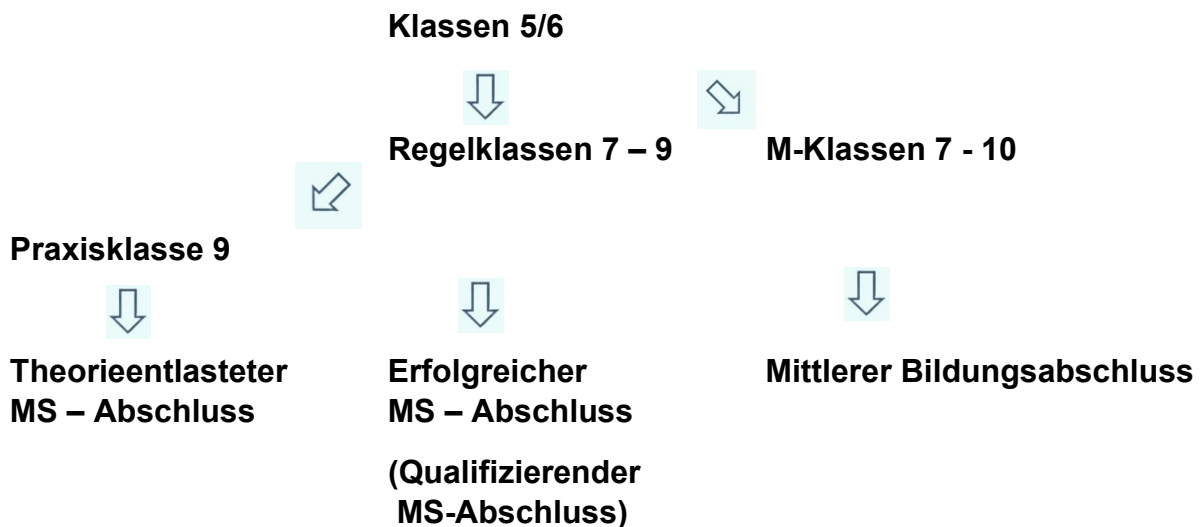 Klassen 5/6
Regelklassen 7 – 9
M-Klassen 7 - 10
Praxisklasse 9
Theorieentlasteter
MS – Abschluss
Erfolgreicher
MS – Abschluss
(Qualifizierender
MS-Abschluss)
Mittlerer Bildungsabschluss